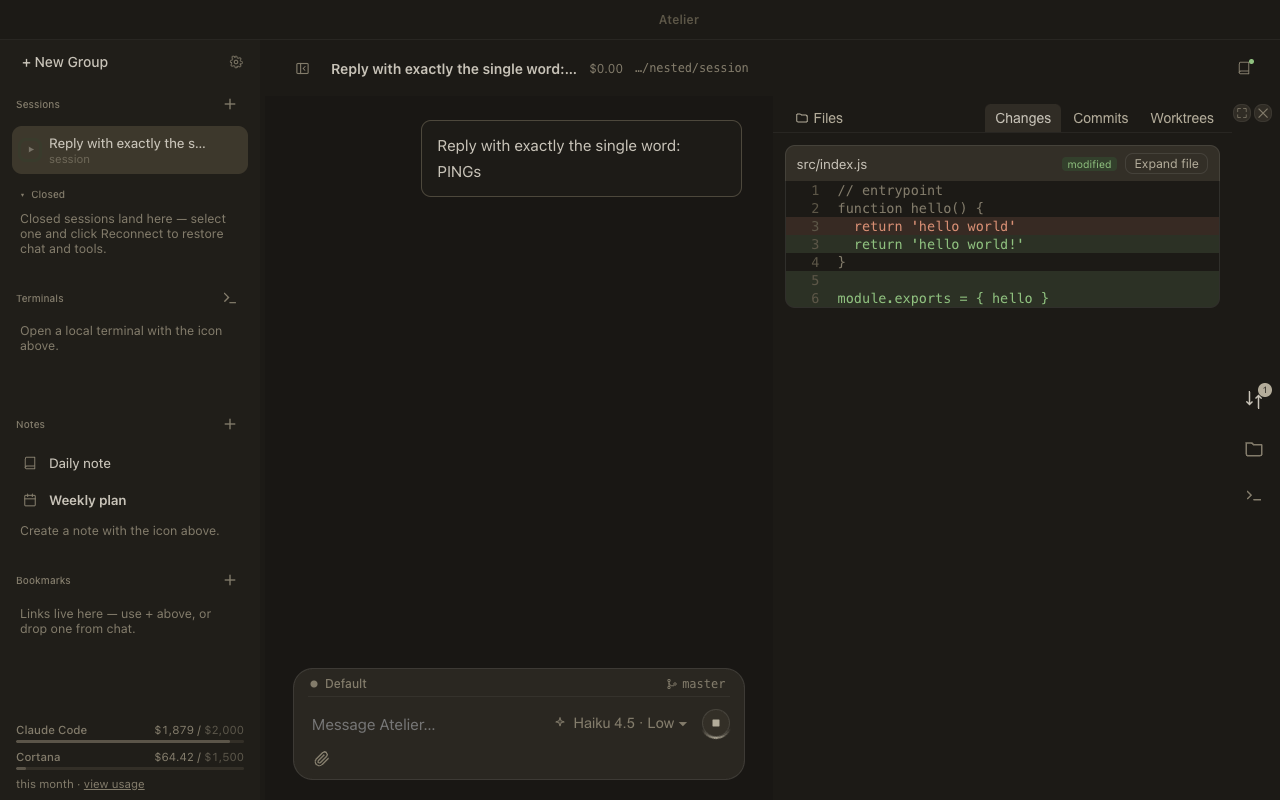 Atelier
+ New Group
Sessions
Reply with exactly the s...
session
Closed
Closed sessions land here — select
one and click Reconnect to restore
chat and tools.
Terminals
Open a local terminal with the icon
above.
Notes
Daily note
Weekly plan
Create a note with the icon above.
Bookmarks
Links live here — use + above, or
drop one from chat.
Claude Code $1,879 / $2,000
Cortana $64.42 / $1,500
this month · view usage
Reply with exactly the single word:... $0.00 …/nested/session
Reply with exactly the single word:
PINGs
Default master
Message Atelier... Haiku 4.5 · Low
Files Changes Commits Worktrees
src/index.js modified Expand file
1 // entrypoint
2 function hello() {
3 return 'hello world'
3 return 'hello world!'
4 }
5
6 module.exports = { hello }
1